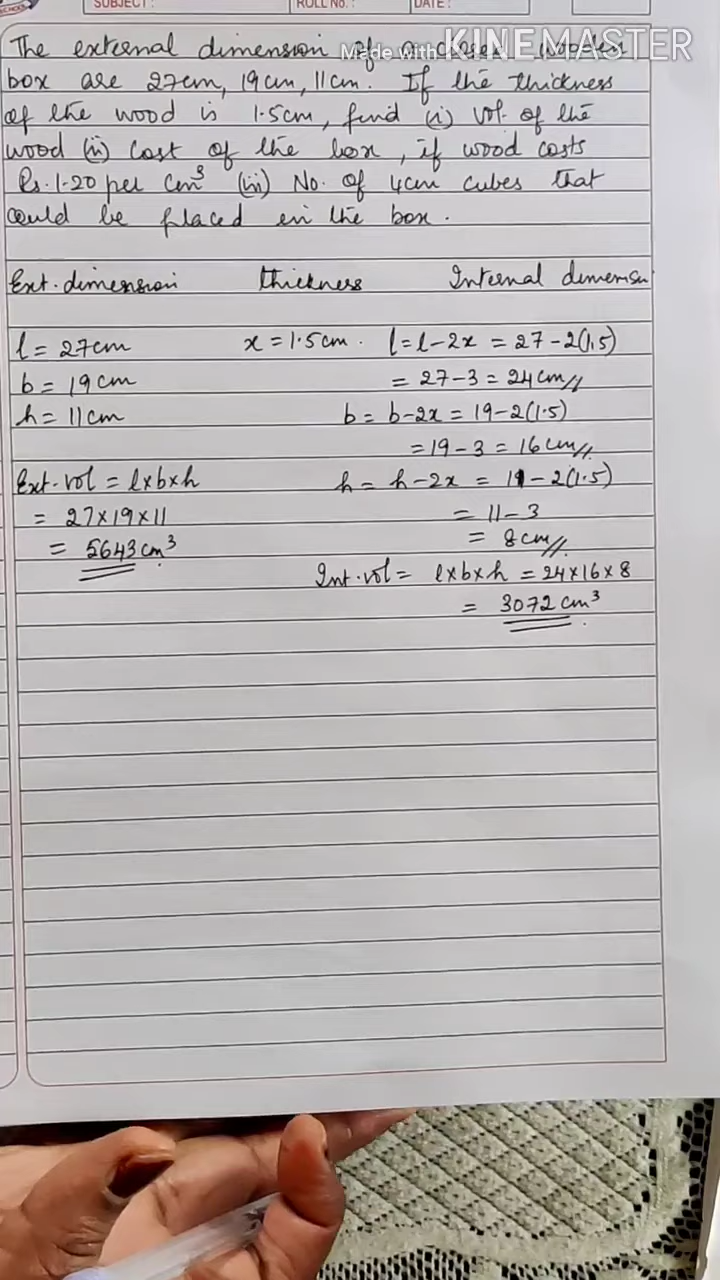 SUBJECT :
ROLL No. :
DATE :
Made with KINEMASTER
The external dimension of a closed wooden
box are 27cm, 19cm, 11cm. If the thickness
of the wood is 1.5cm, find (i) Vol. of the
wood (ii) Cost of the box, if wood costs
Rs. 1.20 per cm³ (iii) No. of 4cm cubes that
could be placed in the box.
Ext. dimension thickness Internal dimension
l = 27cm x = 1.5cm. l = l-2x = 27-2(1.5)
= 27-3 = 24cm//
b = 19cm
h = 11cm b = b-2x = 19-2(1.5)
= 19-3 = 16cm//.
Ext. vol = l×b×h h = h-2x = 11-2(1.5)
= 27×19×11 = 11-3
= 5643cm³ = 8cm//.
Int. vol = l×b×h = 24×16×8
= 3072cm³